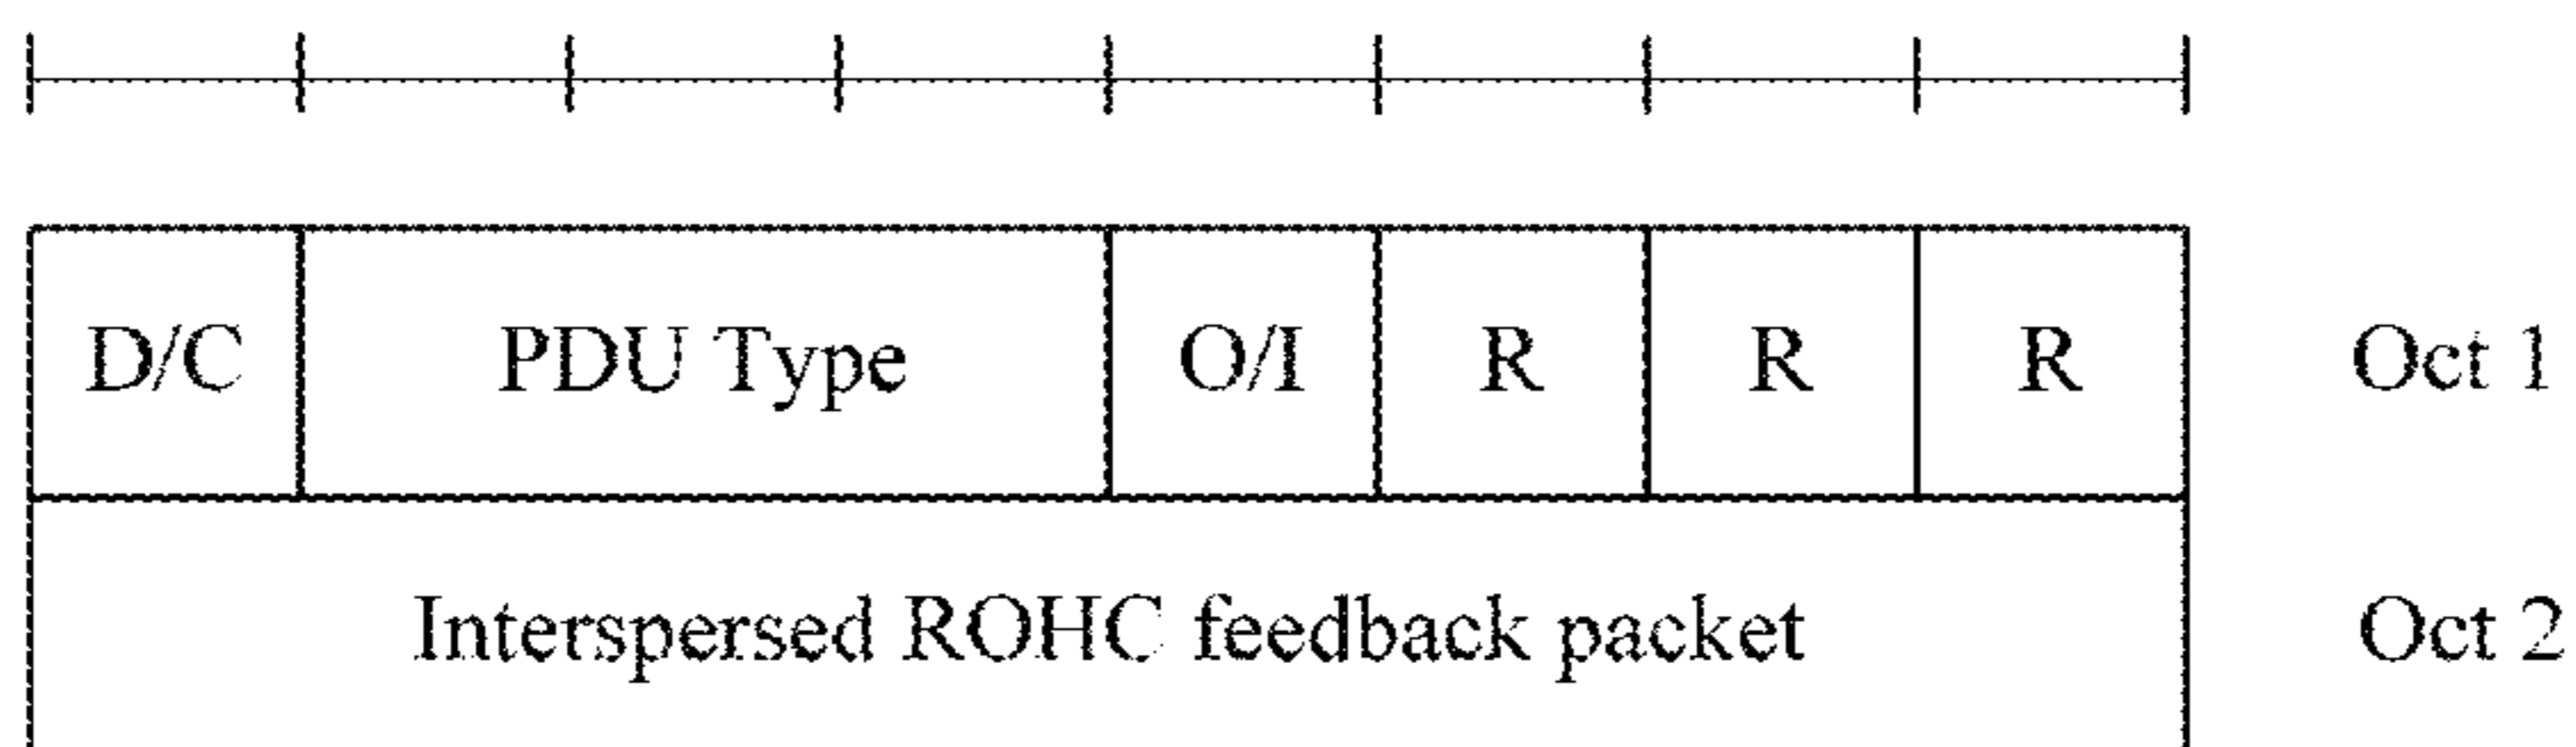 D/C PDU Type O/I R R R Oct 1
Interspersed ROHC feedback packet Oct 2